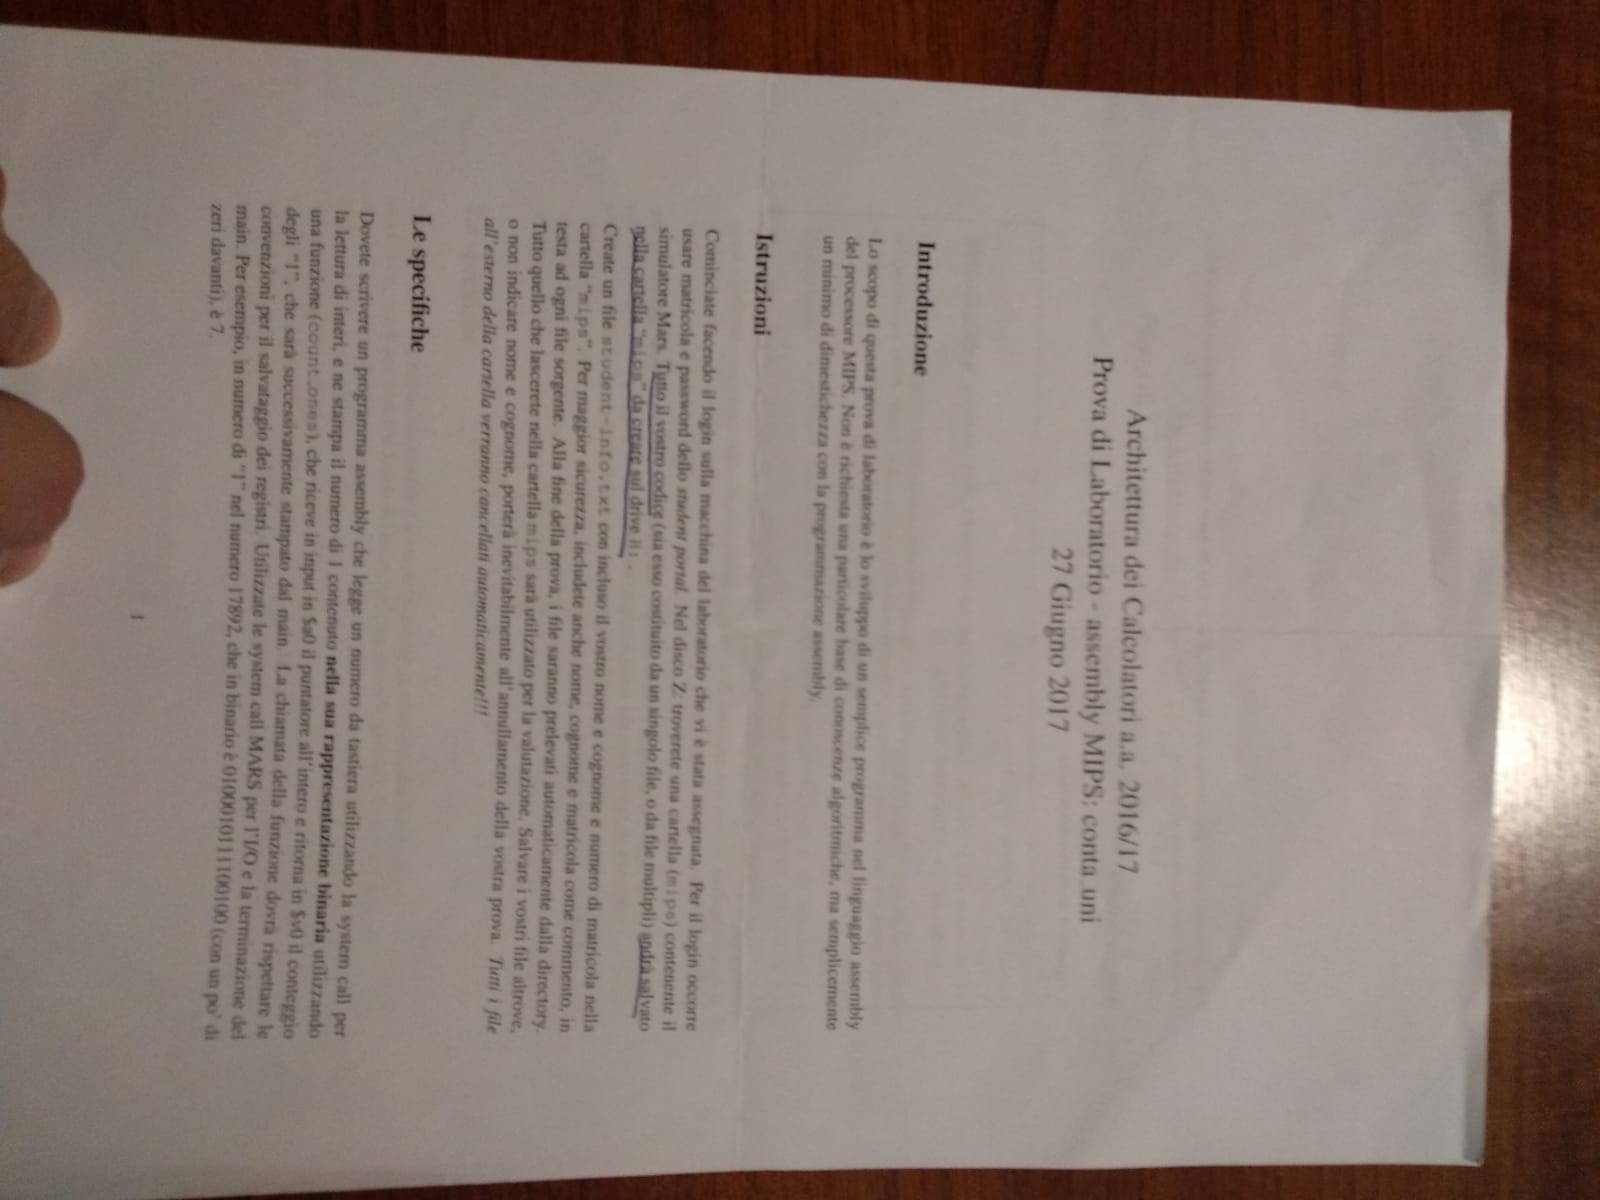 Architettura dei Calcolatori a.a. 2016/17
Prova di Laboratorio - assembly MIPS: conta_uni
27 Giugno 2017
Introduzione
Lo scopo di questa prova di laboratorio è lo sviluppo di un semplice programma nel linguaggio assembly
del processore MIPS. Non è richiesta una particolare base di conoscenze algoritmiche, ma semplicemente
un minimo di dimestichezza con la programmazione assembly.
Istruzioni
Cominciate facendo il login sulla macchina del laboratorio che vi è stata assegnata. Per il login occorre
usare matricola e password dello student portal. Nel disco Z: troverete una cartella (mips) contenente il
simulatore Mars. Tutto il vostro codice (sia esso costituito da un singolo file, o da file multipli) andrà salvato
nella cartella "mips" da creare sul drive H: .
Create un file student-info.txt con incluso il vostro nome e cognome e numero di matricola nella
cartella "mips". Per maggior sicurezza, includete anche nome, cognome e matricola come commento, in
testa ad ogni file sorgente. Alla fine della prova, i file saranno prelevati automaticamente dalla directory.
Tutto quello che lascerete nella cartella mips sarà utilizzato per la valutazione. Salvare i vostri file altrove,
o non indicare nome e cognome, porterà inevitabilmente all'annullamento della vostra prova. Tutti i file
all'esterno della cartella verranno cancellati automaticamente!!!
Le specifiche
Dovete scrivere un programma assembly che legge un numero da tastiera utilizzando la system call per
la lettura di interi, e ne stampa il numero di 1 contenuto nella sua rappresentazione binaria utilizzando
una funzione (count_ones), che riceve in input in $a0 il puntatore all'intero e ritorna in $v0 il conteggio
degli "1", che sarà successivamente stampato dal main. La chiamata della funzione dovrà rispettare le
convenzioni per il salvataggio dei registri. Utilizzate le system call MARS per l'I/O e la terminazione del
main. Per esempio, in numero di "1" nel numero 17892, che in binario è 0100010111100100 (con un po' di
zeri davanti), è 7.
1